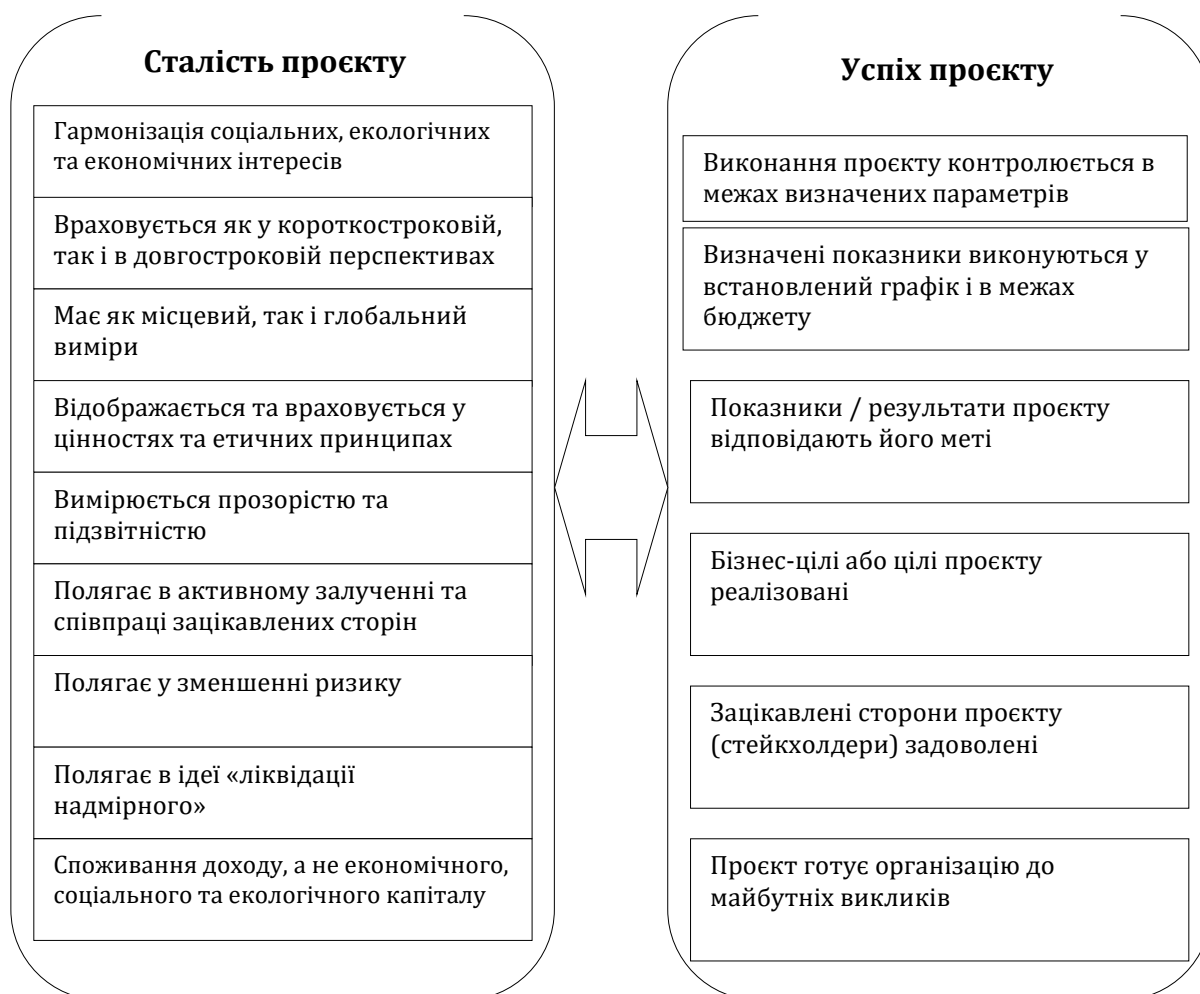 Сталість проєкту
Гармонізація соціальних, екологічних
та економічних інтересів
Враховується як у короткостроковій,
так і в довгостроковій перспективах
Має як місцевий, так і глобальний
виміри
Відображається та враховується у
цінностях та етичних принципах
Вимірюється прозорістю та
підзвітністю
Полягає в активному залученні та
співпраці зацікавлених сторін
Полягає у зменшенні ризику
Полягає в ідеї «ліквідації
надмірного»
Споживання доходу, а не економічного,
соціального та екологічного капіталу
Успіх проєкту
Виконання проєкту контролюється в
межах визначених параметрів
Визначені показники виконуються у
встановлений графік і в межах
бюджету
Показники / результати проєкту
відповідають його меті
Бізнес-цілі або цілі проєкту
реалізовані
Зацікавлені сторони проєкту
(стейкхолдери) задоволені
Проєкт готує організацію до
майбутніх викликів